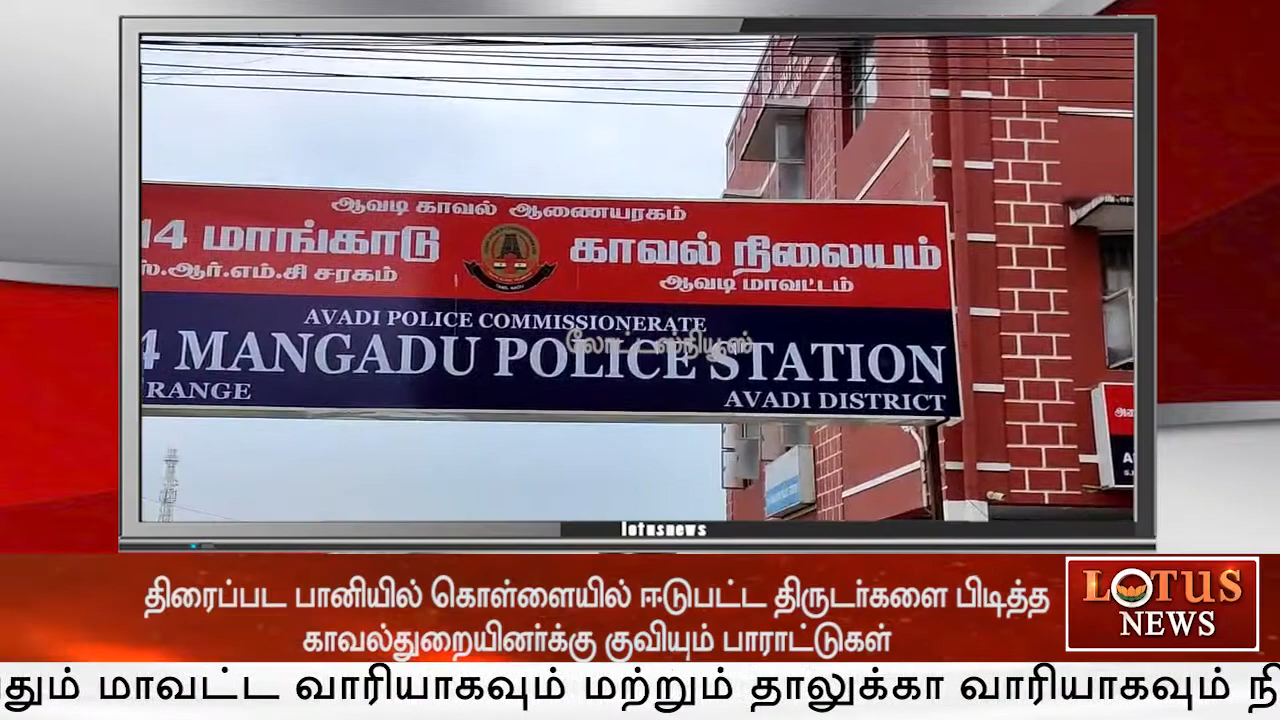 ஆவடி காவல் ஆணையரகம்
14 மாங்காடு காவல் நிலையம்
ஸ்.ஆர்.எம்.சி சரகம் ஆவடி மாவட்டம்
AVADI POLICE COMMISSIONERATE
4 MANGADU POLICE STATION
RANGE AVADI DISTRICT
லோட்டஸ்நியூஸ்
lotusnews
திரைப்பட பானியில் கொள்ளையில் ஈடுபட்ட திருடர்களை பிடித்த
காவல்துறையினர்க்கு குவியும் பாராட்டுகள்
LOTUS
NEWS
மாவட்ட வாரியாகவும் மற்றும் தாலுக்கா வாரியாகவும் நி